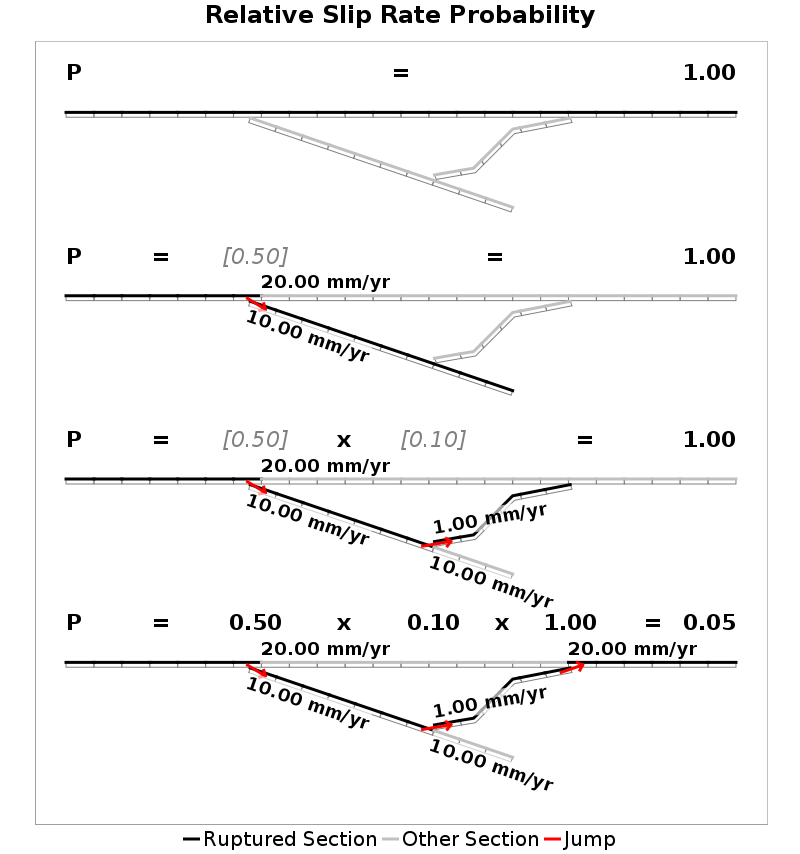 Relative Slip Rate Probability
P = 1.00
P = [0.50] = 1.00
20.00 mm/yr
10.00 mm/yr
P = [0.50] x [0.10] = 1.00
20.00 mm/yr
10.00 mm/yr
1.00 mm/yr
10.00 mm/yr
P = 0.50 x 0.10 x 1.00 = 0.05
20.00 mm/yr 20.00 mm/yr
10.00 mm/yr
1.00 mm/yr
10.00 mm/yr
Ruptured Section Other Section Jump